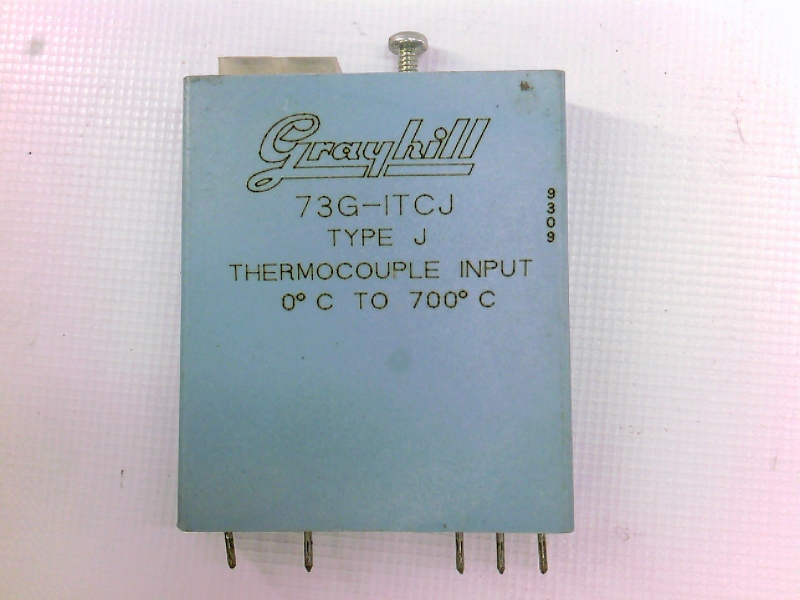 Grayhill
73G-ITCJ
TYPE J
THERMOCOUPLE INPUT
0° C TO 700° C
9309